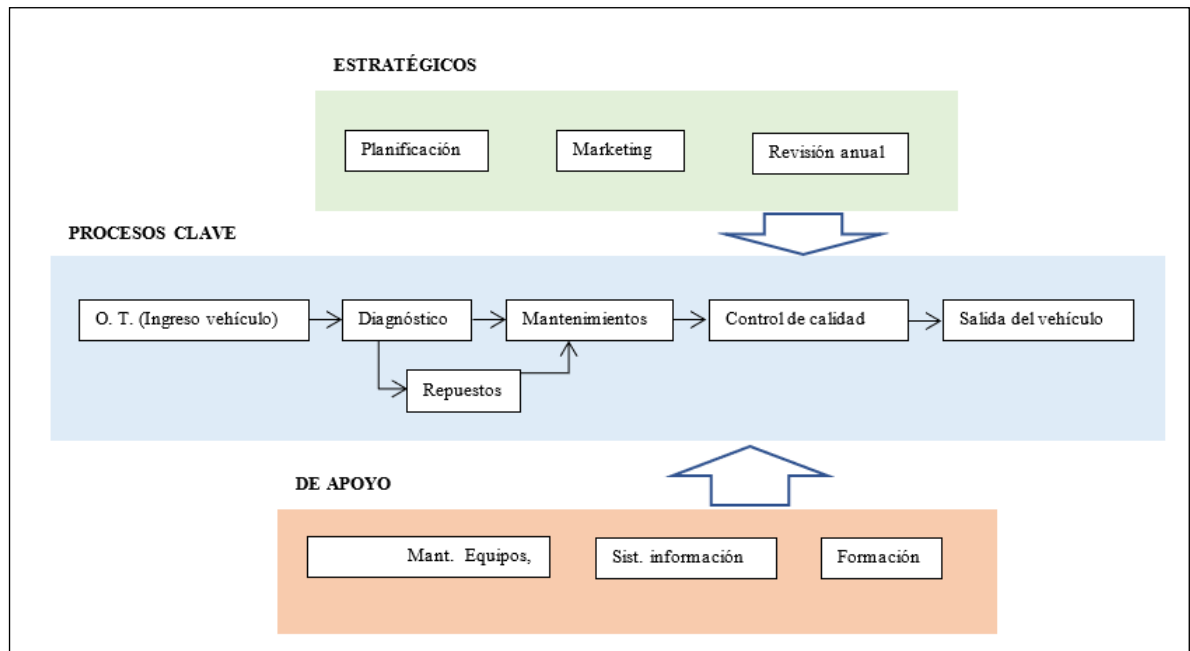 ESTRATÉGICOS
Planificación
Marketing
Revisión anual
PROCESOS CLAVE
O. T. (Ingreso vehículo)
Diagnóstico
Mantenimientos
Control de calidad
Salida del vehículo
Repuestos
DE APOYO
Mant. Equipos,
Sist. información
Formación